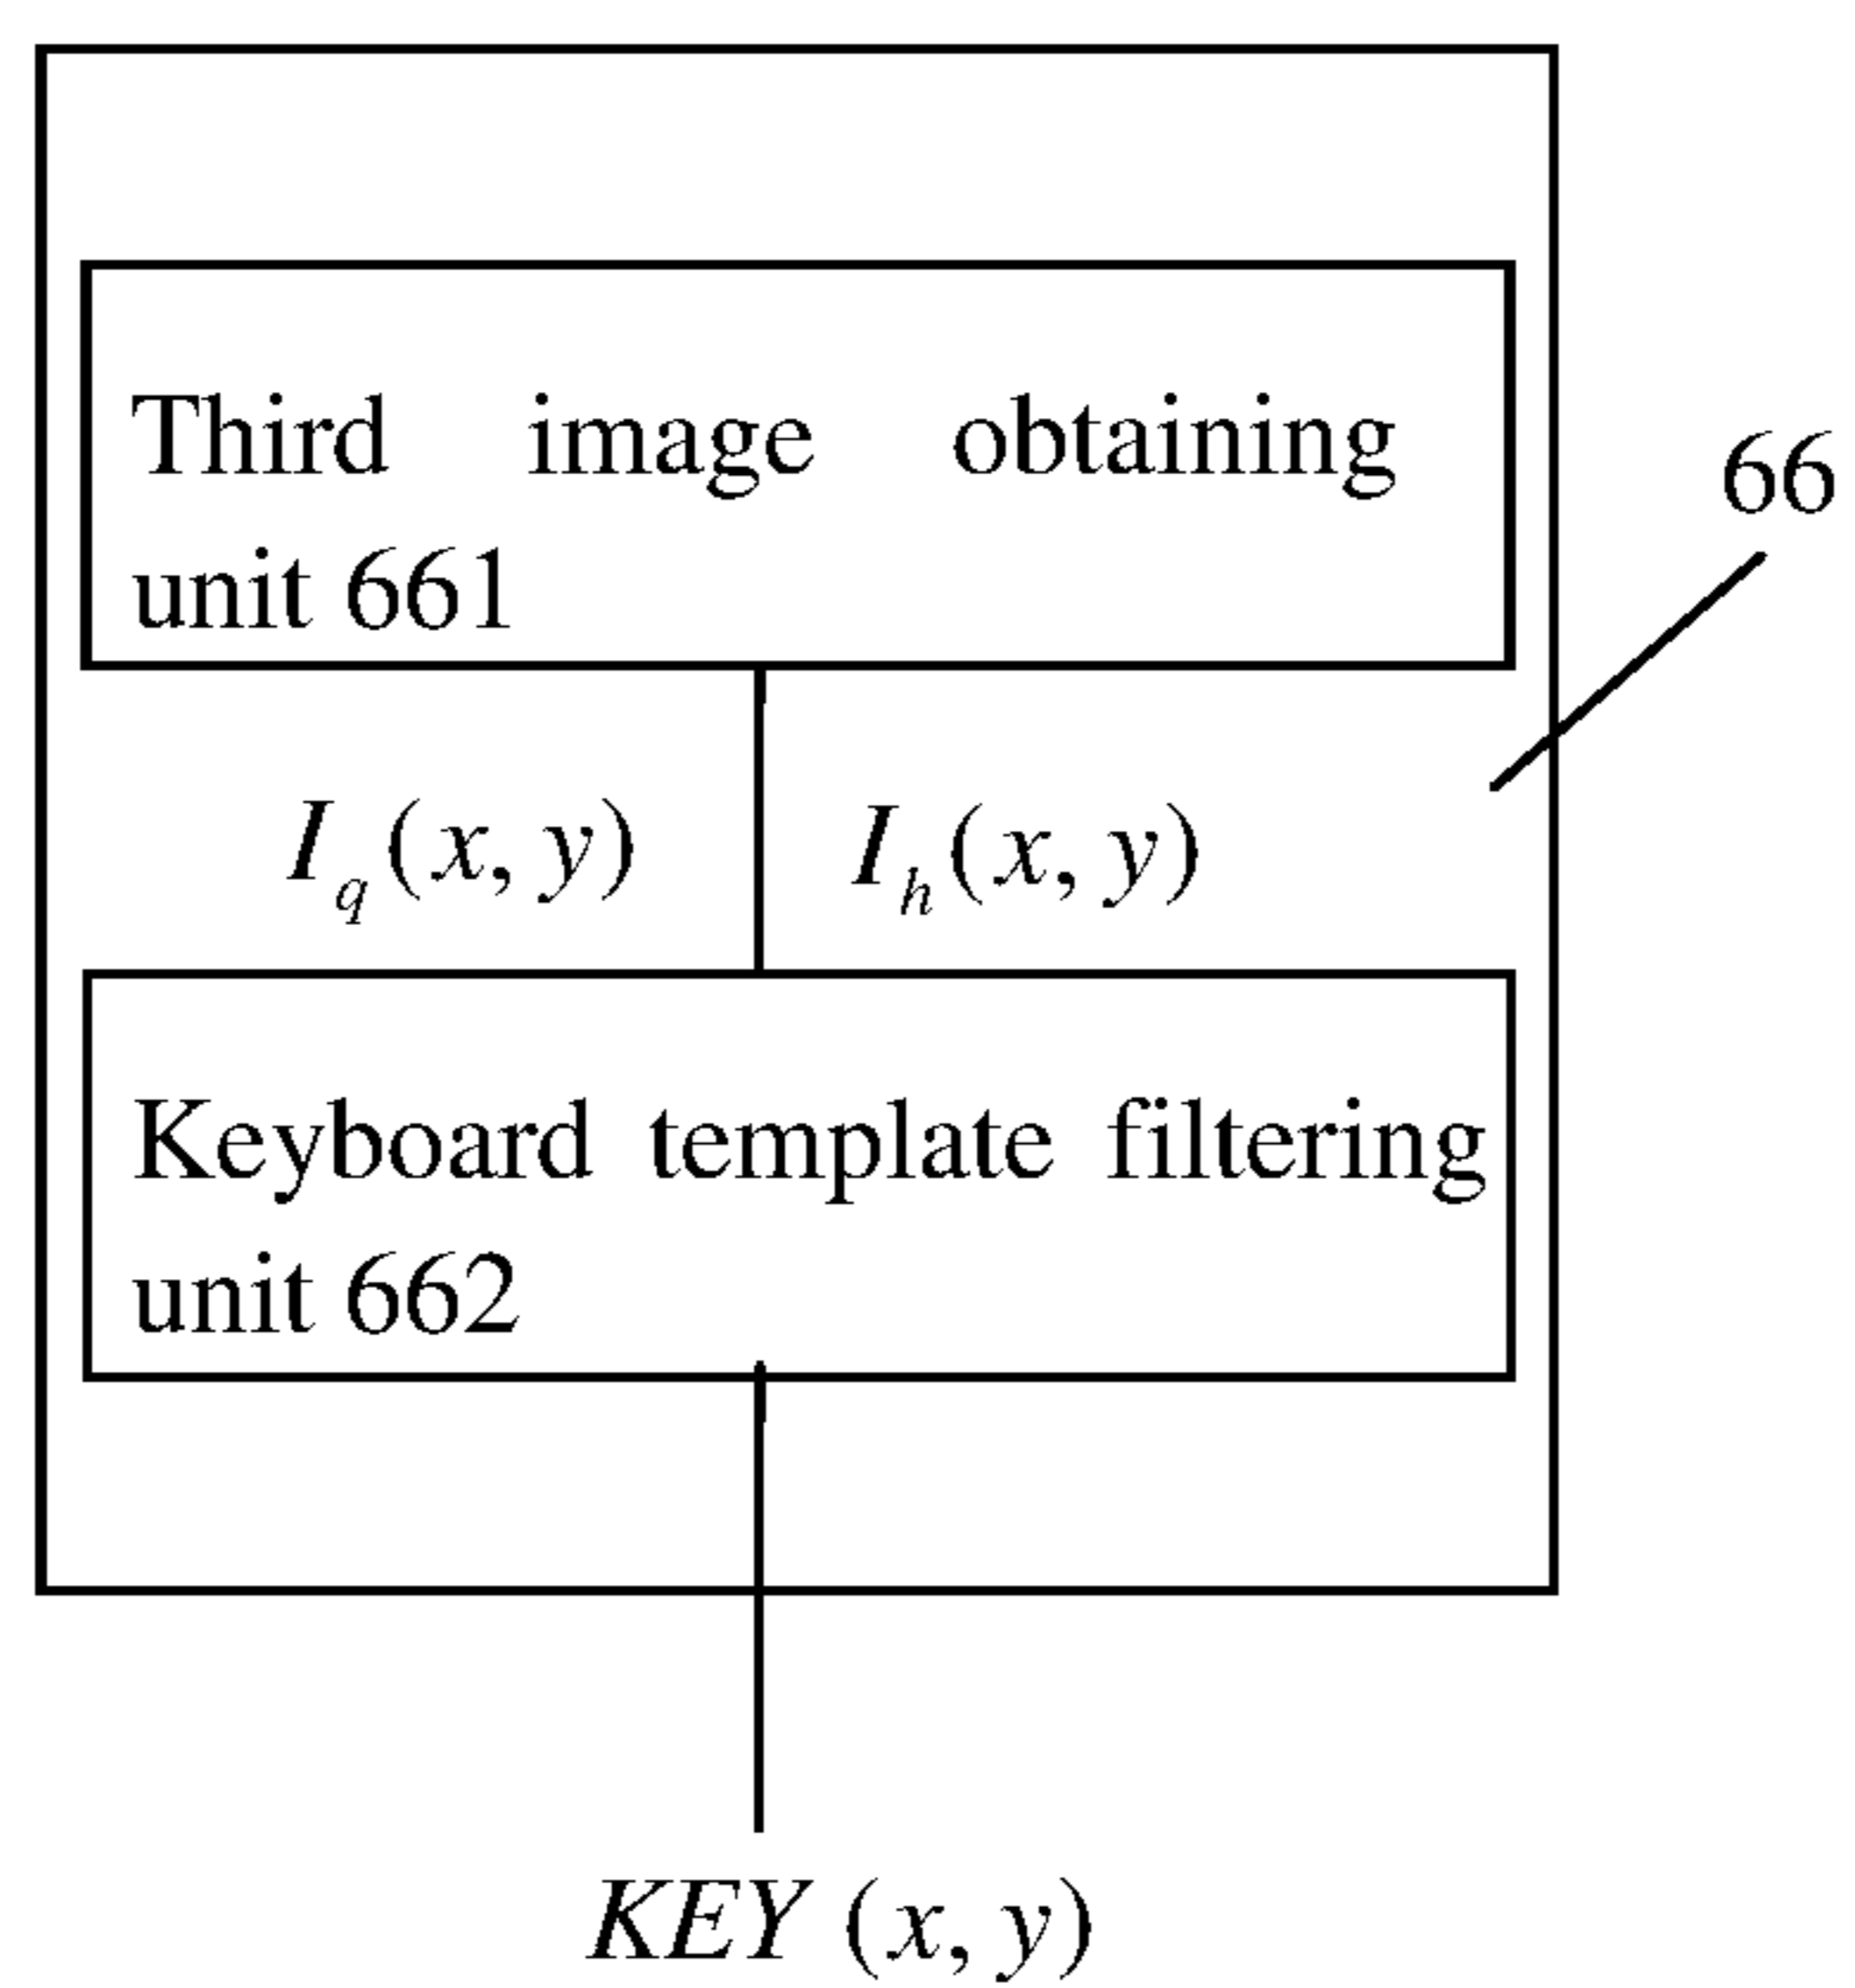 Third image obtaining
unit 661
66
I_q(x, y) I_h(x, y)
Keyboard template filtering
unit 662
KEY (x, y)